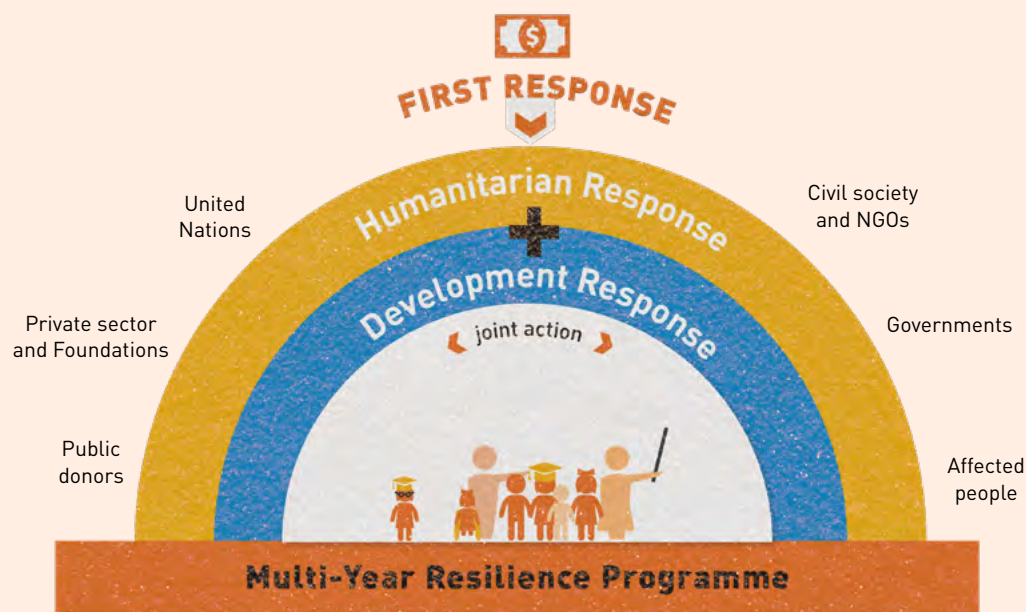 $
FIRST RESPONSE
Humanitarian Response
Development Response
joint action
United
Nations
Civil society
and NGOs
Private sector
and Foundations
Governments
Public
donors
Affected
people
Multi-Year Resilience Programme